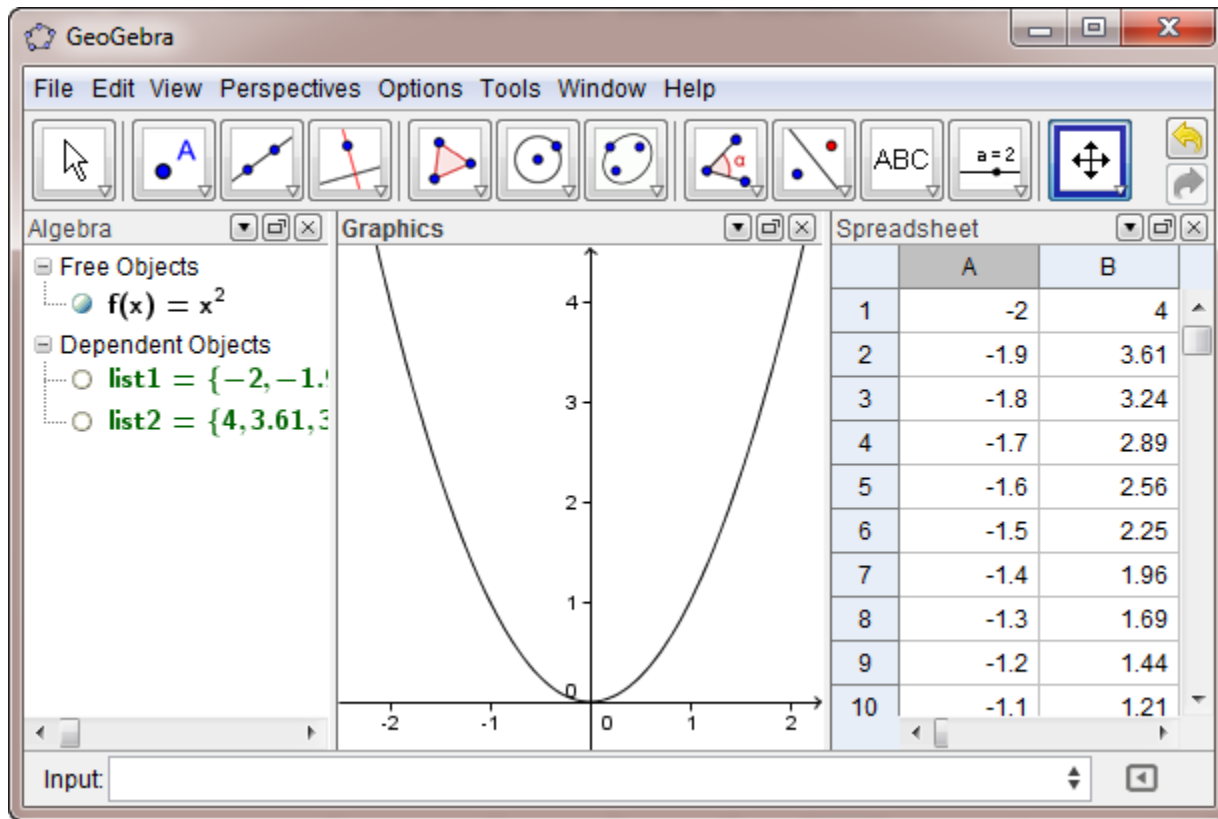 GeoGebra
File Edit View Perspectives Options Tools Window Help
A
α
ABC
a = 2
Algebra
Free Objects
f(x) = x²
Dependent Objects
list1 = {−2, −1.9
list2 = {4, 3.61, 3
Graphics
4
3
2
1
0
-2 -1 0 1 2
Spreadsheet
A B
1 -2 4
2 -1.9 3.61
3 -1.8 3.24
4 -1.7 2.89
5 -1.6 2.56
6 -1.5 2.25
7 -1.4 1.96
8 -1.3 1.69
9 -1.2 1.44
10 -1.1 1.21
Input: